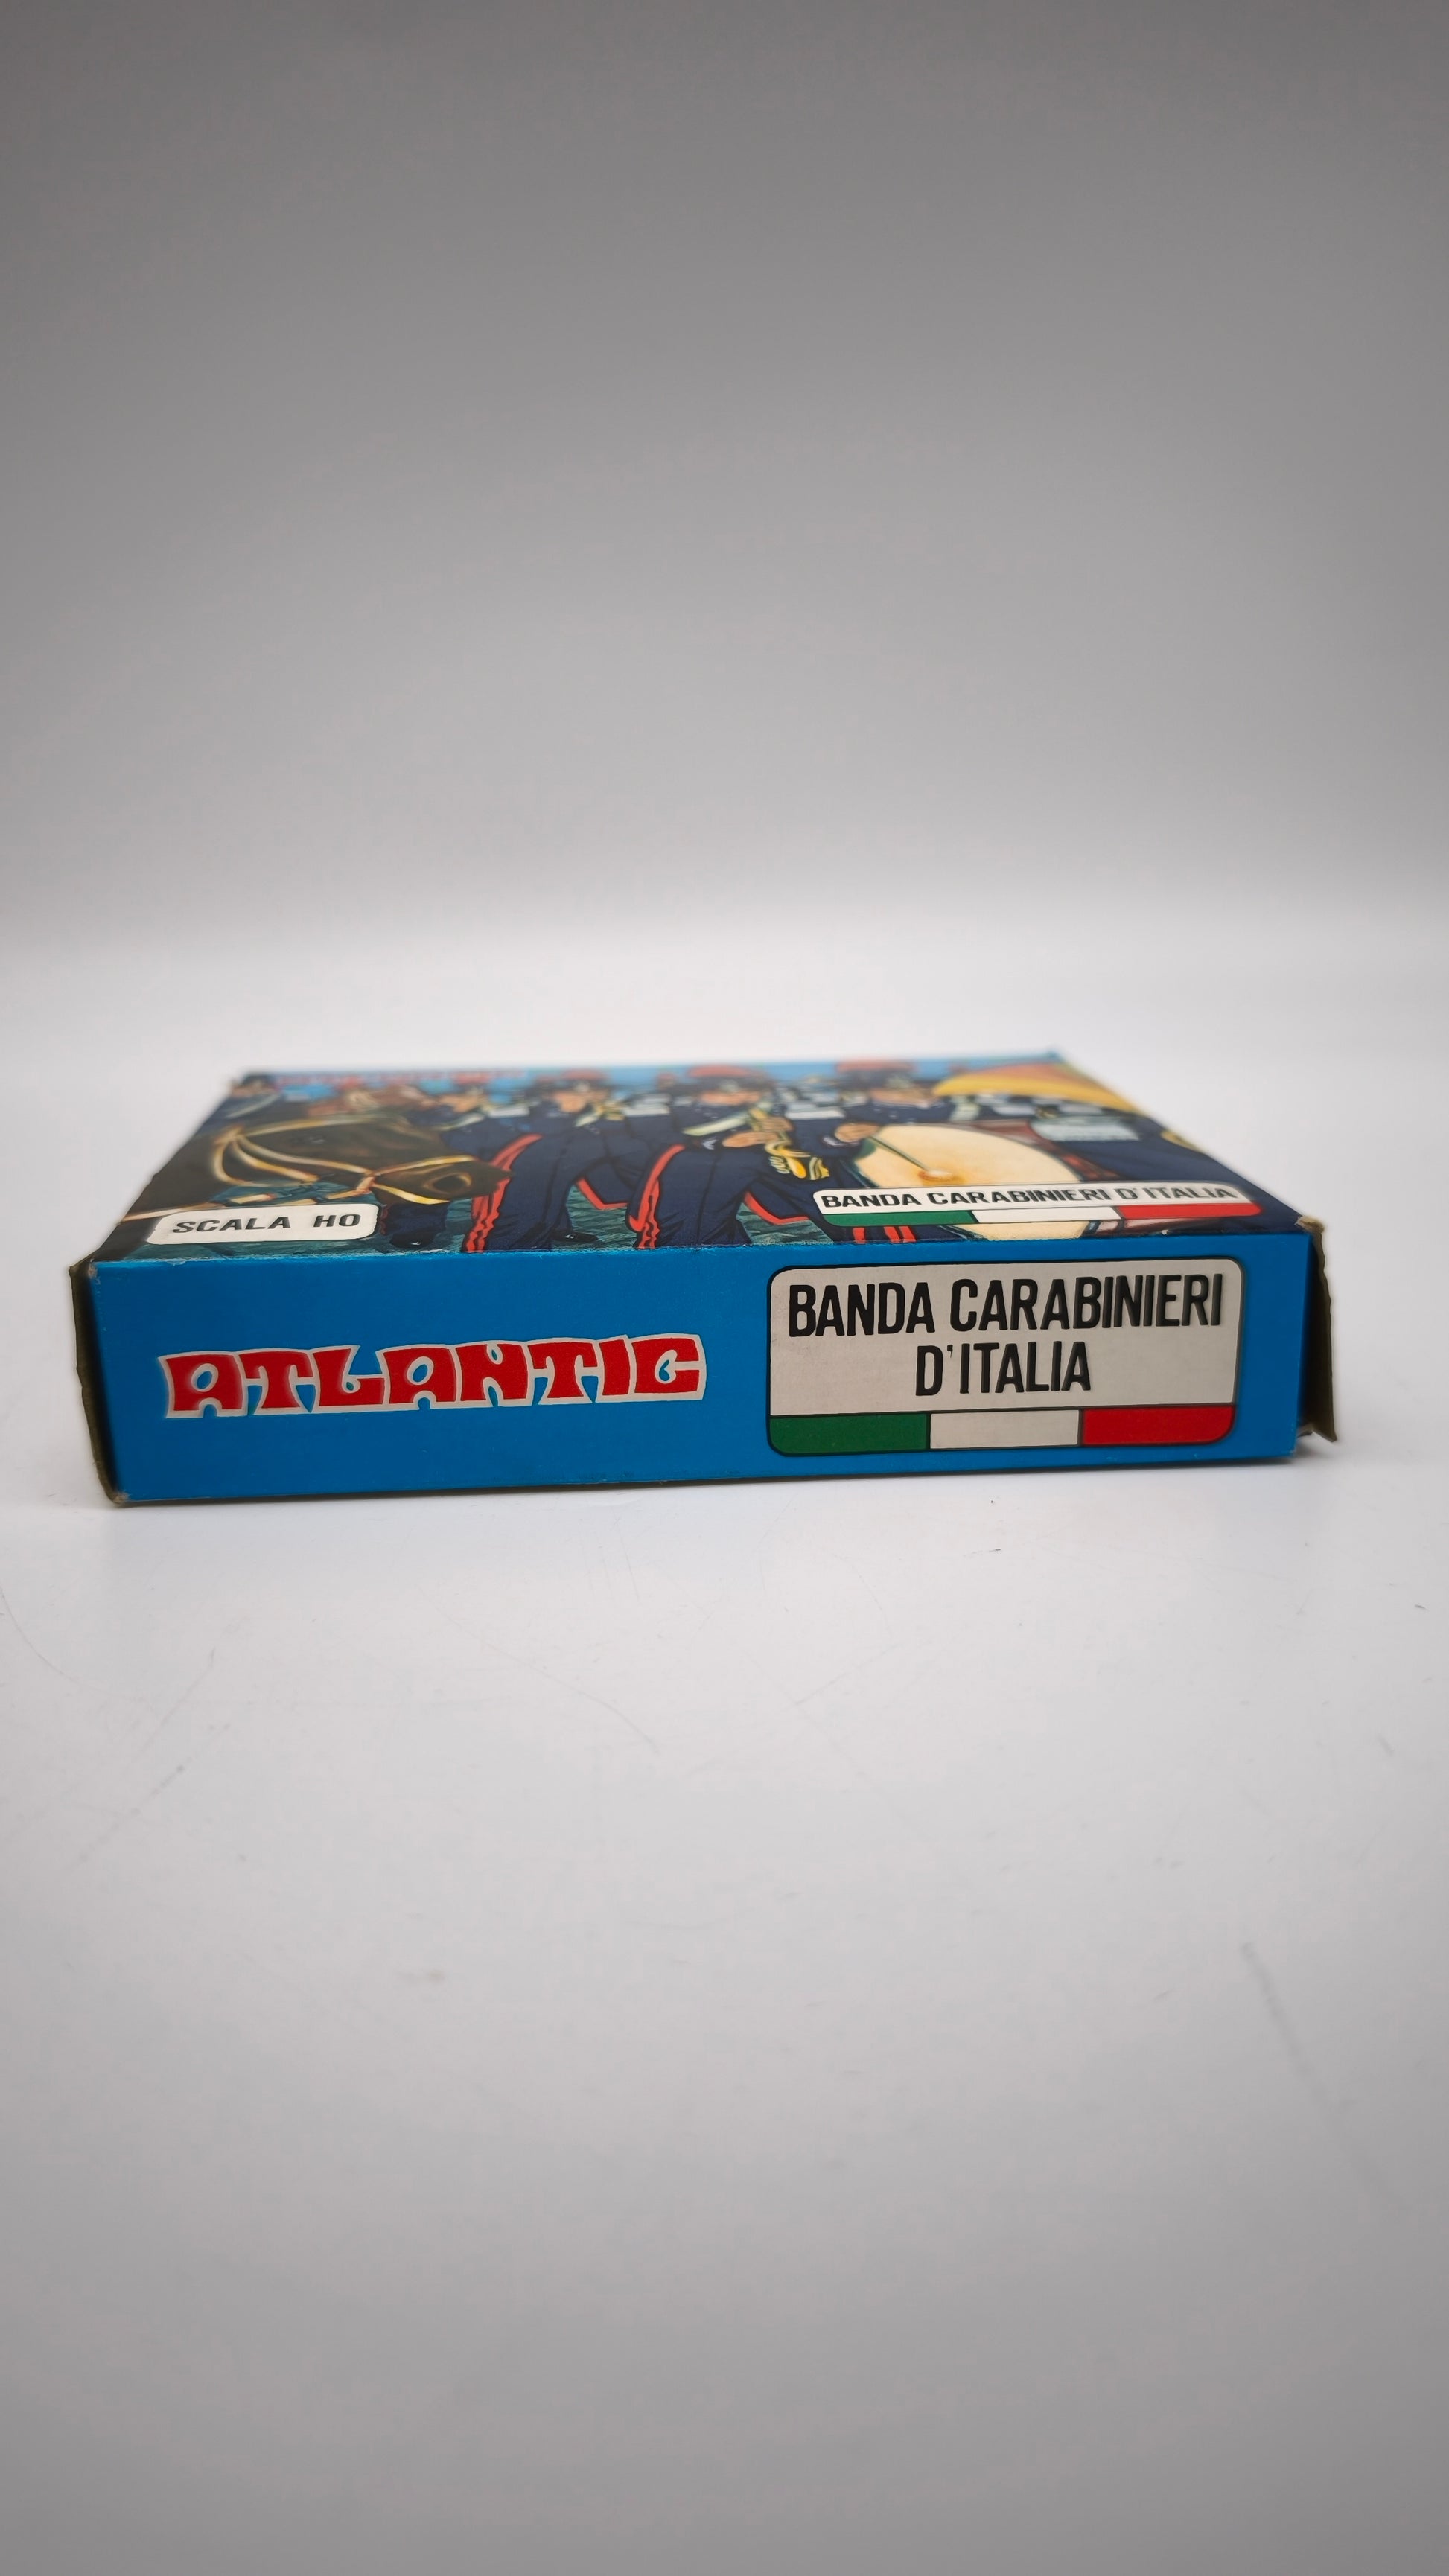 SCALA HO
BANDA CARABINIERI D'ITALIA
ATLANTIC
BANDA CARABINIERI
D'ITALIA